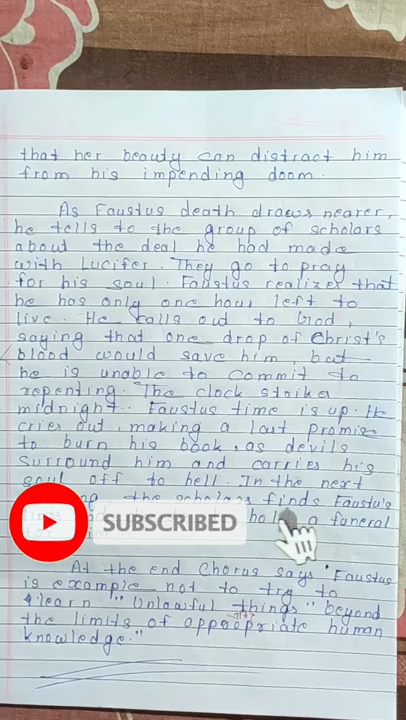 that her beauty can distract him
from his impending doom.
As Faustus death draws nearer,
he tells to the group of scholars
about the deal he had made
with Lucifer. They go to pray
for his soul. Faustus realizes that
he has only one hour left to
live. He calls out to God,
saying that one drop of Christ's
blood would save him, but
he is unable to commit to
repenting. The clock strikes
midnight. Faustus time is up. He
cries out, making a last promise
to burn his book, as devils
surround him and carries his
soul off to hell. In the next
the scholars finds Faustu's
a funeral
SUBSCRIBED
At the end Chorus says "Faustus
is example not to try to
learn "Unlawful things" beyond
the limits of appropriate human
knowledge."